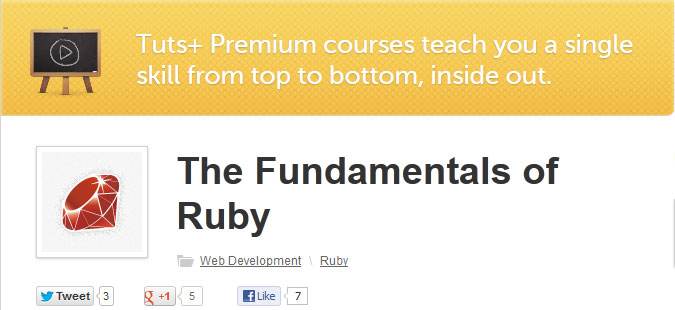 Tuts+ Premium courses teach you a single
skill from top to bottom, inside out.
The Fundamentals of
Ruby
Web Development \ Ruby
Tweet 3 g +1 5 f Like 7